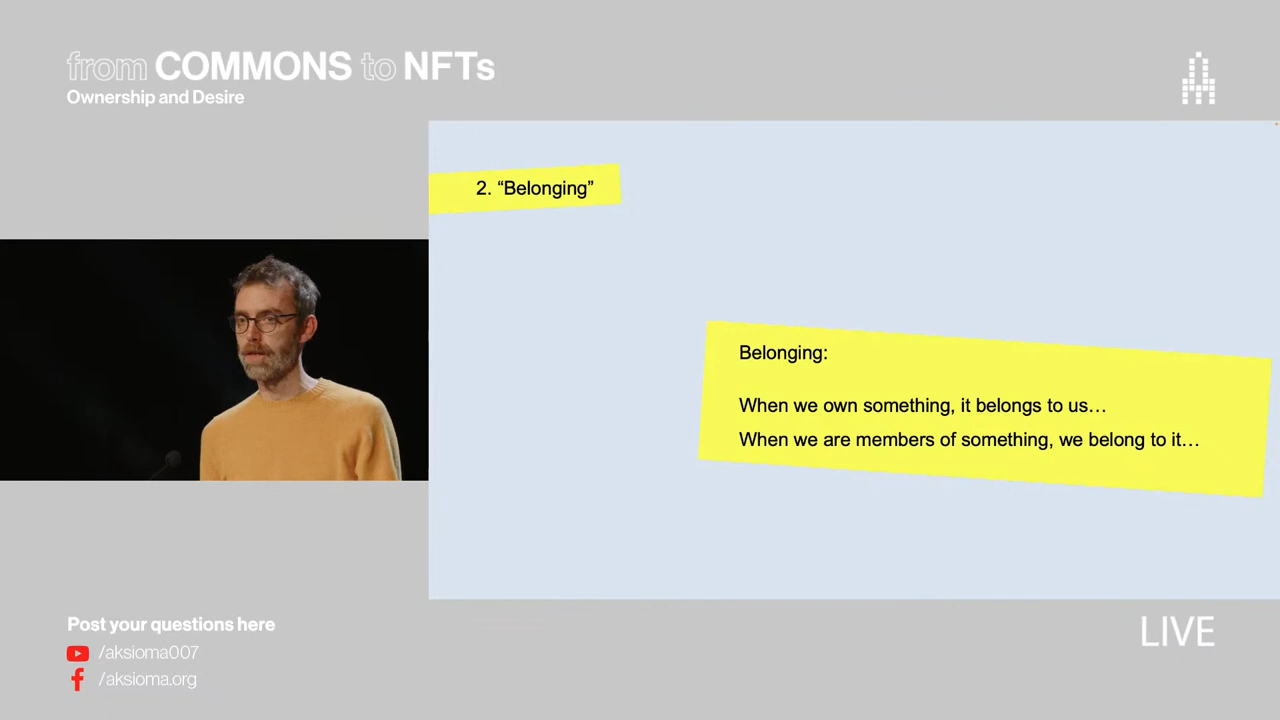 from COMMONS to NFTs
Ownership and Desire
2. “Belonging”
Belonging:
When we own something, it belongs to us…
When we are members of something, we belong to it…
Post your questions here
/aksioma007
/aksioma.org
LIVE